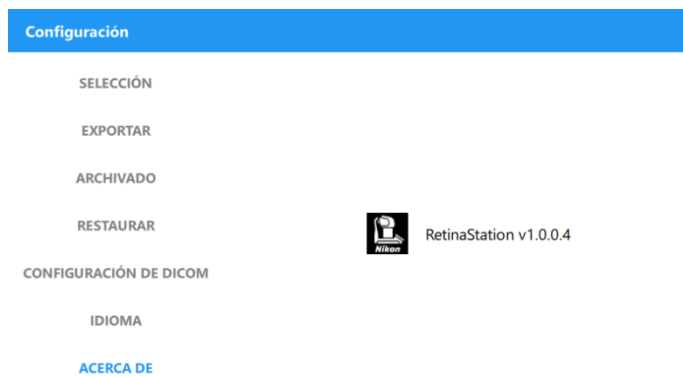 Configuración
SELECCIÓN
EXPORTAR
ARCHIVADO
RESTAURAR
CONFIGURACIÓN DE DICOM
IDIOMA
ACERCA DE
Nikon
RetinaStation v1.0.0.4